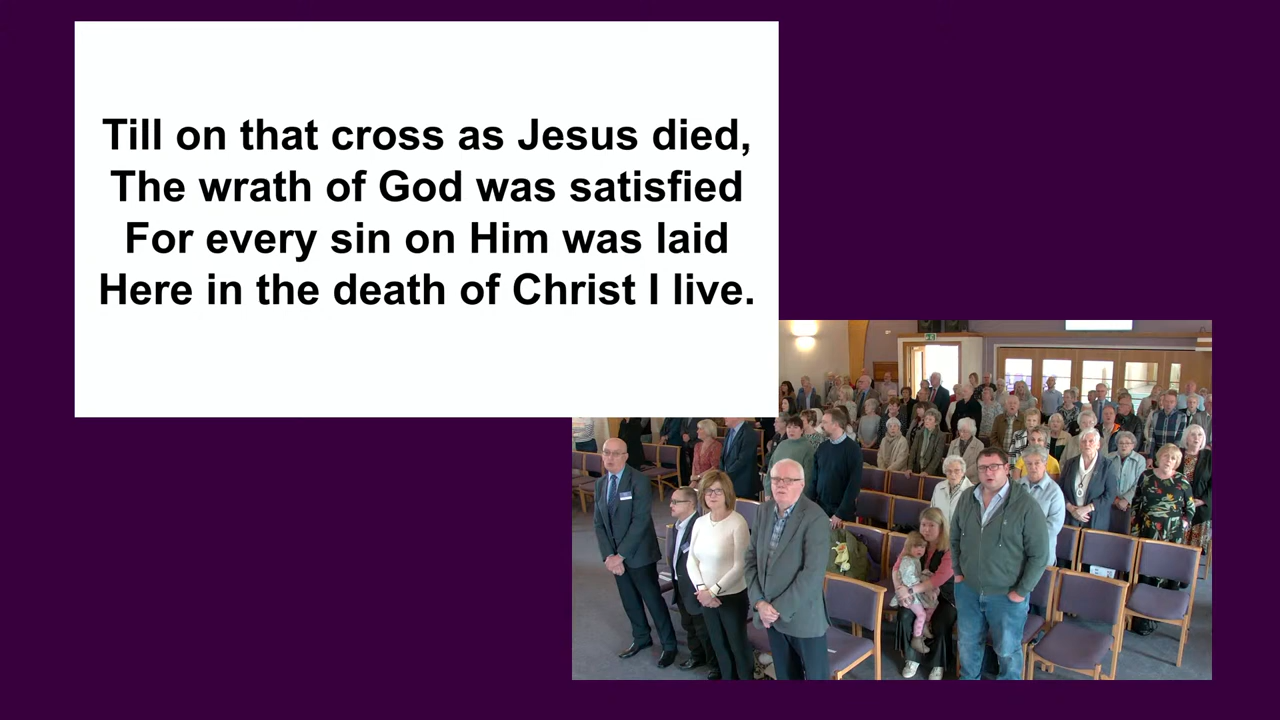 Till on that cross as Jesus died,
The wrath of God was satisfied
For every sin on Him was laid
Here in the death of Christ I live.